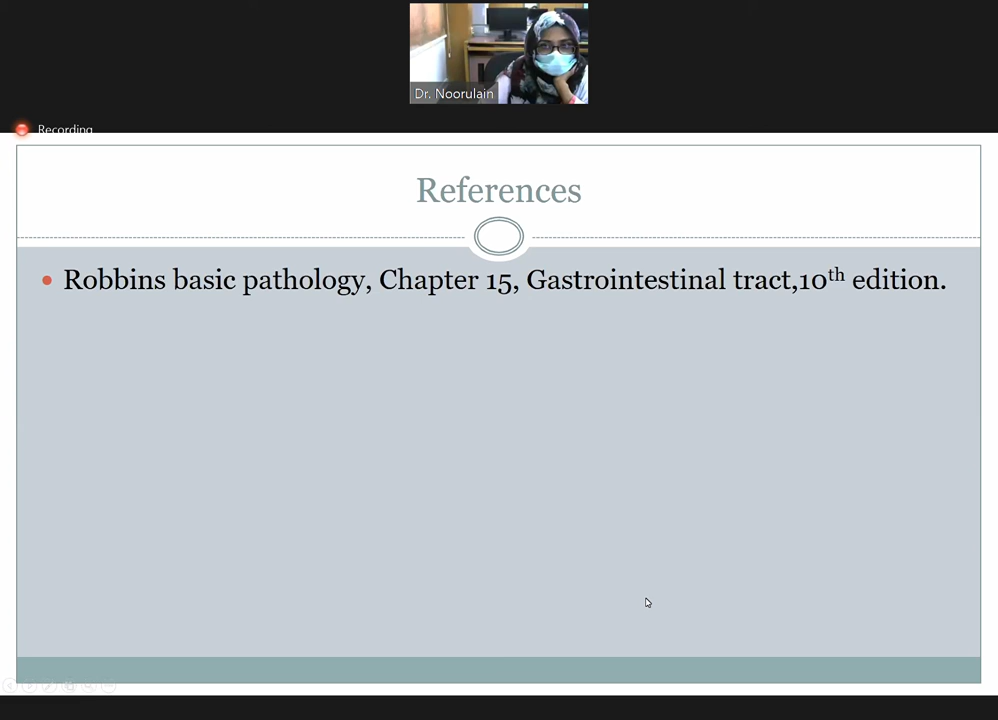 Dr. Noorulain
Recording
References
• Robbins basic pathology, Chapter 15, Gastrointestinal tract,10th edition.